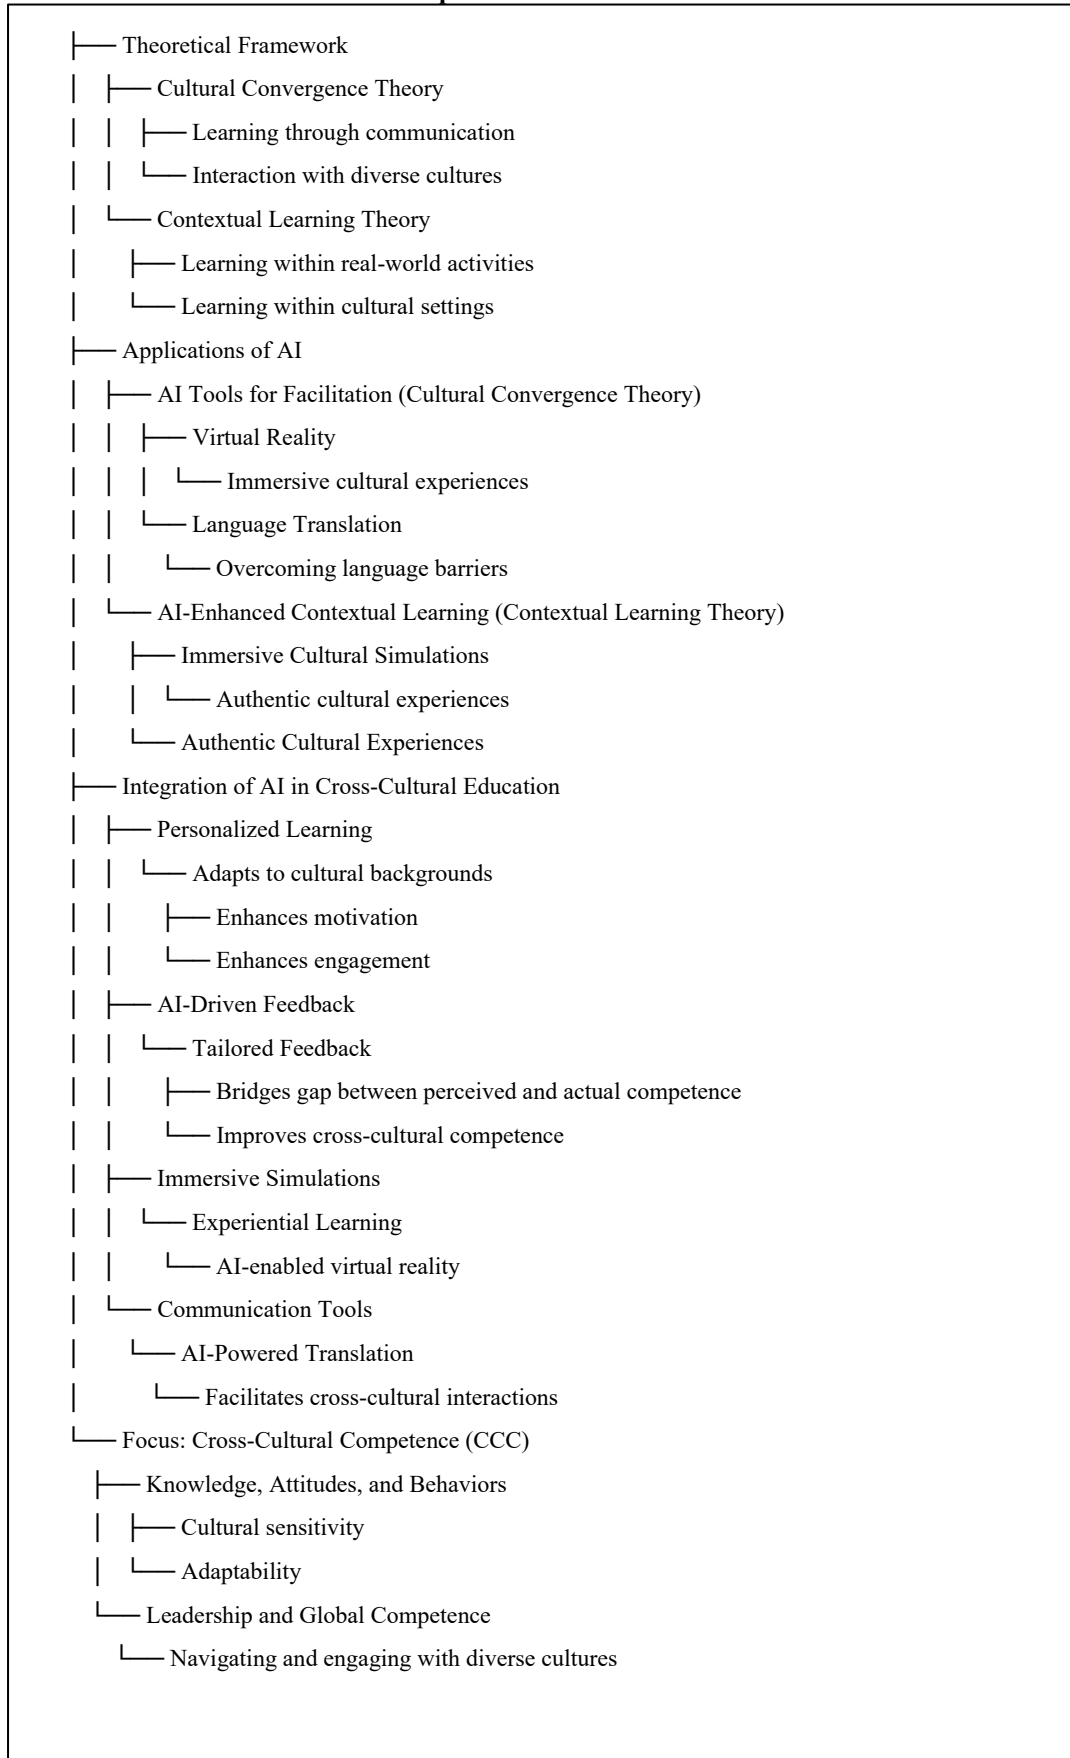 Theoretical Framework
Cultural Convergence Theory
Learning through communication
Interaction with diverse cultures
Contextual Learning Theory
Learning within real-world activities
Learning within cultural settings
Applications of AI
AI Tools for Facilitation (Cultural Convergence Theory)
Virtual Reality
Immersive cultural experiences
Language Translation
Overcoming language barriers
AI-Enhanced Contextual Learning (Contextual Learning Theory)
Immersive Cultural Simulations
Authentic cultural experiences
Authentic Cultural Experiences
Integration of AI in Cross-Cultural Education
Personalized Learning
Adapts to cultural backgrounds
Enhances motivation
Enhances engagement
AI-Driven Feedback
Tailored Feedback
Bridges gap between perceived and actual competence
Improves cross-cultural competence
Immersive Simulations
Experiential Learning
AI-enabled virtual reality
Communication Tools
AI-Powered Translation
Facilitates cross-cultural interactions
Focus: Cross-Cultural Competence (CCC)
Knowledge, Attitudes, and Behaviors
Cultural sensitivity
Adaptability
Leadership and Global Competence
Navigating and engaging with diverse cultures